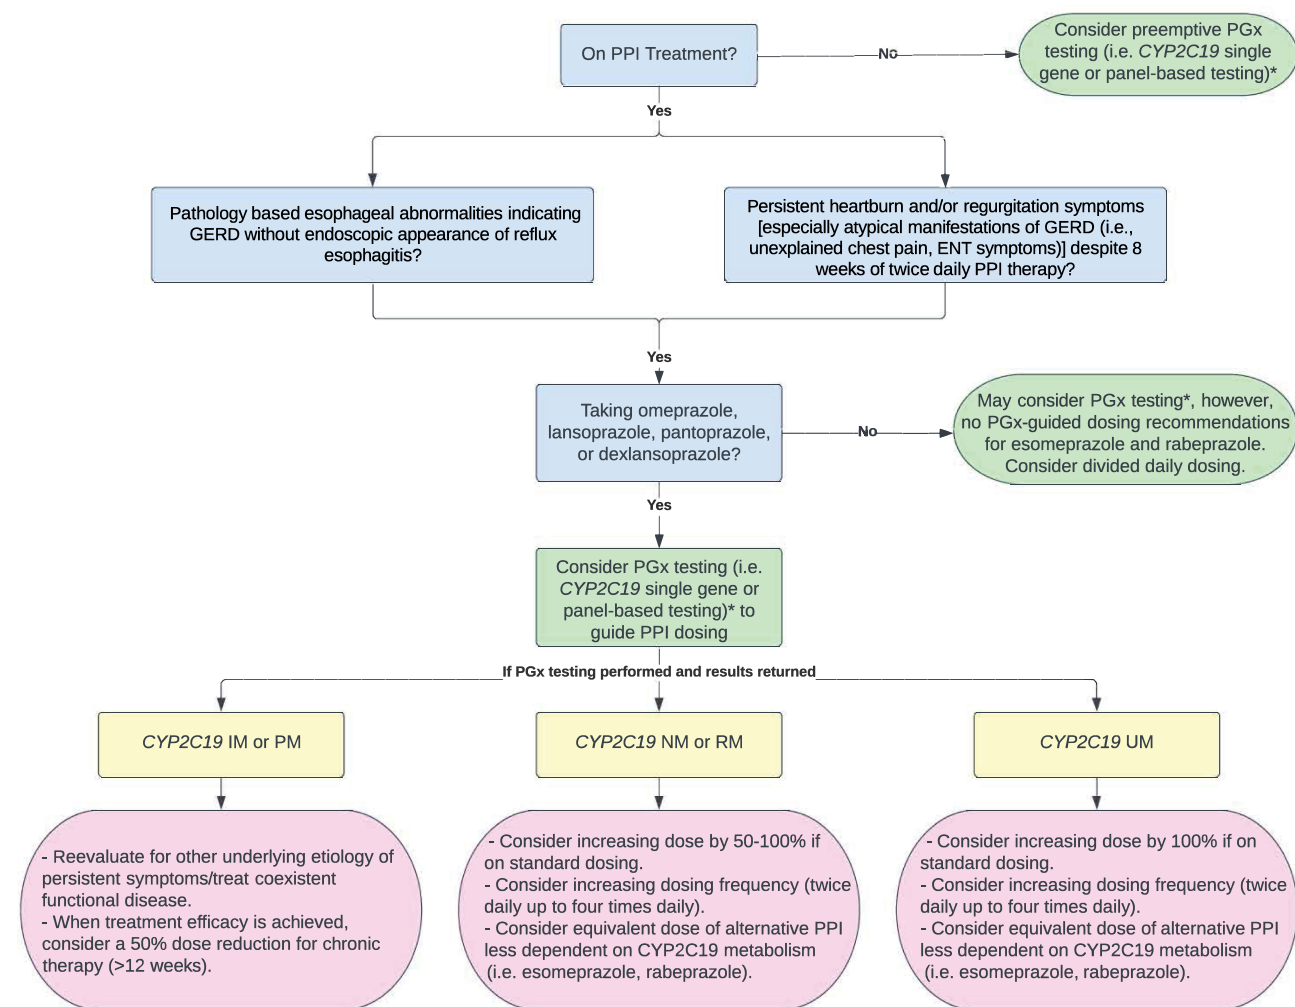 On PPI Treatment?
No
Consider preemptive PGx
testing (i.e. CYP2C19 single
gene or panel-based testing)*
Yes
Pathology based esophageal abnormalities indicating
GERD without endoscopic appearance of reflux
esophagitis?
Persistent heartburn and/or regurgitation symptoms
[especially atypical manifestations of GERD (i.e.,
unexplained chest pain, ENT symptoms)] despite 8
weeks of twice daily PPI therapy?
Yes
Taking omeprazole,
lansoprazole, pantoprazole,
or dexlansoprazole?
No
May consider PGx testing*, however,
no PGx-guided dosing recommendations
for esomeprazole and rabeprazole.
Consider divided daily dosing.
Yes
Consider PGx testing (i.e.
CYP2C19 single gene or
panel-based testing)* to
guide PPI dosing
If PGx testing performed and results returned
CYP2C19 IM or PM
CYP2C19 NM or RM
CYP2C19 UM
- Reevaluate for other underlying etiology of
persistent symptoms/treat coexistent
functional disease.
- When treatment efficacy is achieved,
consider a 50% dose reduction for chronic
therapy (>12 weeks).
- Consider increasing dose by 50-100% if
on standard dosing.
- Consider increasing dosing frequency (twice
daily up to four times daily).
- Consider equivalent dose of alternative PPI
less dependent on CYP2C19 metabolism
(i.e. esomeprazole, rabeprazole).
- Consider increasing dose by 100% if on
standard dosing.
- Consider increasing dosing frequency (twice
daily up to four times daily).
- Consider equivalent dose of alternative PPI
less dependent on CYP2C19 metabolism
(i.e. esomeprazole, rabeprazole).